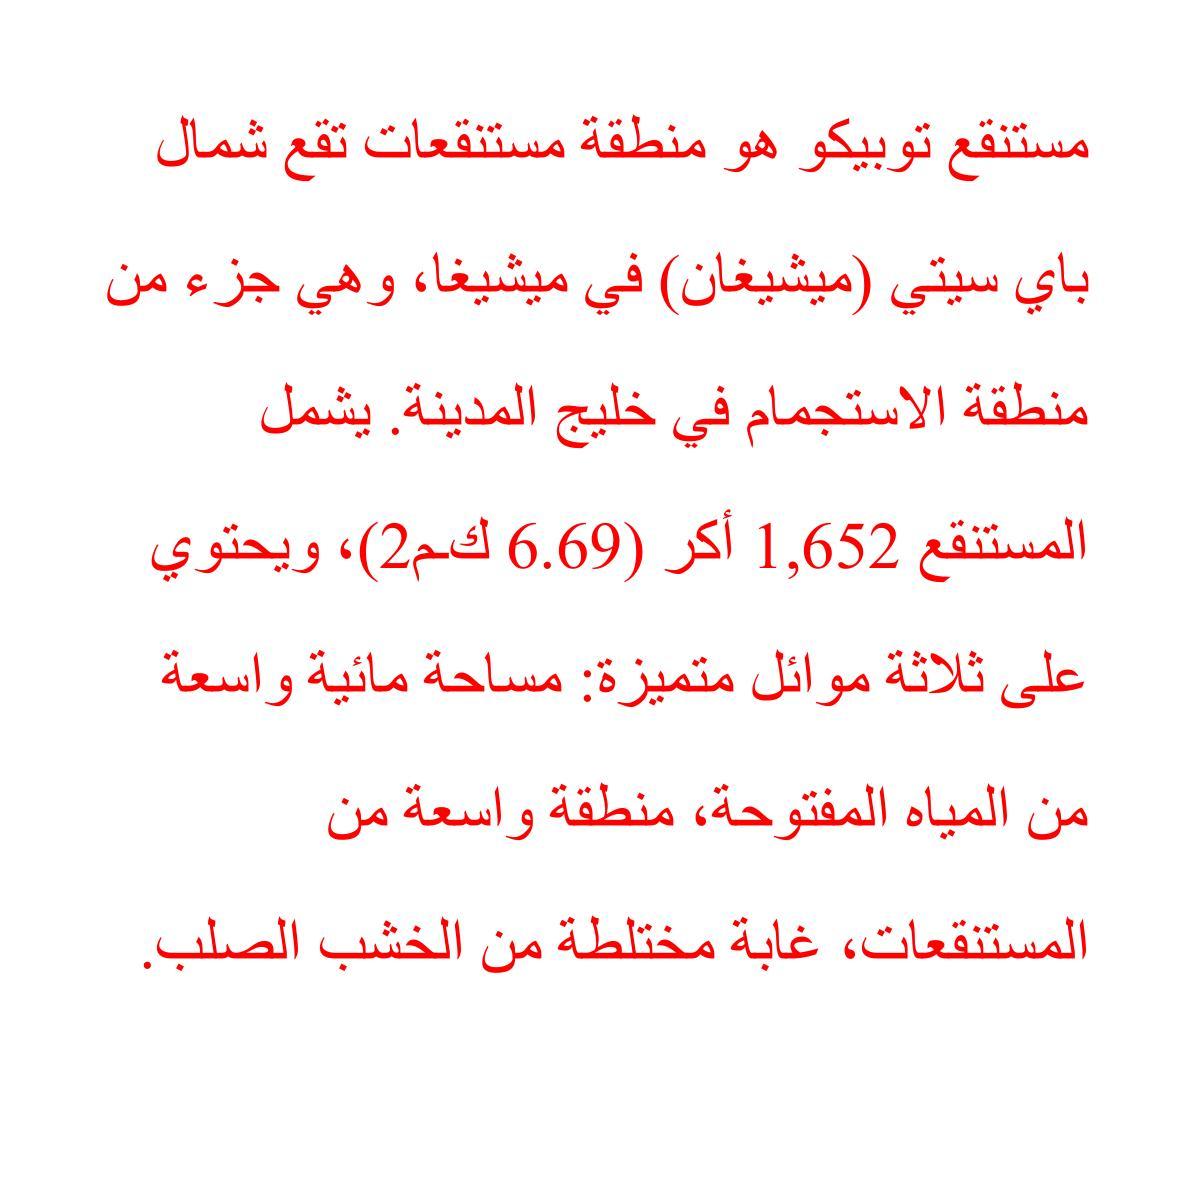 مستنقع توبيكو هو منطقة مستنقعات تقع شمال
باي سيتي (ميشيغان) في ميشيغا، وهي جزء من
منطقة الاستجمام في خليج المدينة. يشمل
المستنقع 1,652 أكر (6.69 كـم2)، ويحتوي
على ثلاثة موائل متميزة: مساحة مائية واسعة
من المياه المفتوحة، منطقة واسعة من
المستنقعات، غابة مختلطة من الخشب الصلب.